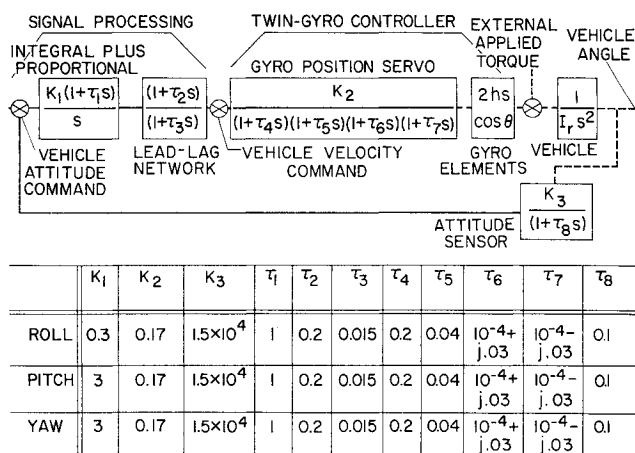 SIGNAL PROCESSING
TWIN-GYRO CONTROLLER
EXTERNAL APPLIED TORQUE
VEHICLE ANGLE
INTEGRAL PLUS PROPORTIONAL
GYRO POSITION SERVO
K₁(1+τ₁s)
s
(1+τ₂s)
(1+τ₃s)
K₂
(1+τ₄s)(1+τ₅s)(1+τ₆s)(1+τ₇s)
2hs
cosθ
1
Iᵣs²
VEHICLE ATTITUDE COMMAND
LEAD-LAG NETWORK
VEHICLE VELOCITY COMMAND
GYRO ELEMENTS
VEHICLE
ATTITUDE SENSOR
K₃
(1+τ₈s)
K₁ K₂ K₃ τ₁ τ₂ τ₃ τ₄ τ₅ τ₆ τ₇ τ₈
ROLL 0.3 0.17 1.5×10⁴ 1 0.2 0.015 0.2 0.04 10⁻⁴+ j.03 10⁻⁴- j.03 0.1
PITCH 3 0.17 1.5×10⁴ 1 0.2 0.015 0.2 0.04 10⁻⁴+ j.03 10⁻⁴- j.03 0.1
YAW 3 0.17 1.5×10⁴ 1 0.2 0.015 0.2 0.04 10⁻⁴+ j.03 10⁻⁴- j.03 0.1